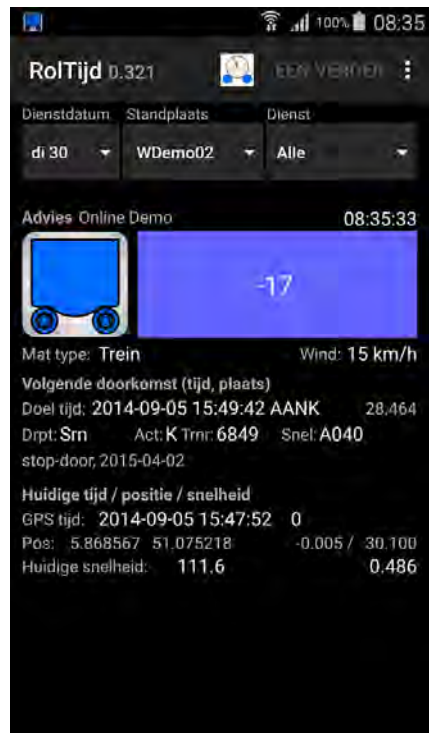 100% 08:35
RolTijd 0.321 EEN VERDER
Dienstdatum Standplaats Dienst
di 30 WDemo02 Alle
Advies Online Demo 08:35:33
-17
Mat type: Trein Wind: 15 km/h
Volgende doorkomst (tijd, plaats)
Doel tijd: 2014-09-05 15:49:42 AANK 28.464
Drpt: Srn Act: K Trnr: 6849 Snel: A040
stop-door, 2015-04-02
Huidige tijd / positie / snelheid
GPS tijd: 2014-09-05 15:47:52 0
Pos: 5.868567 51.075218 -0.005 / 30.100
Huidige snelheid: 111.6 0.486